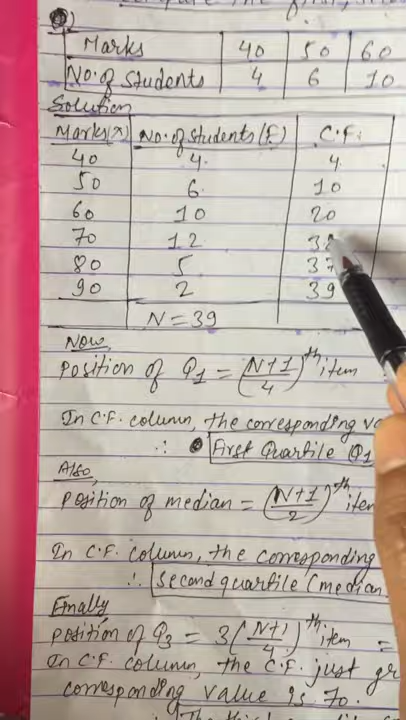 Q)
Marks 40 50 60
No. of students 4 6 10
Solution
Marks(x) No. of students (f) C.F.
40 4 4
50 6 10
60 10 20
70 12 32
80 5 37
90 2 39
N = 39
Now,
Position of Q1 = (N+1/4)th item
In C.F. column, the corresponding
∴ First Quartile (Q1
Also,
position of median = (N+1/2)th item
In C.F. column, the corresponding
∴ Second quartile (median
Finally
position of Q3 = 3(N+1/4)th item =
In C.F. column, the C.F. just
corresponding value is 70.